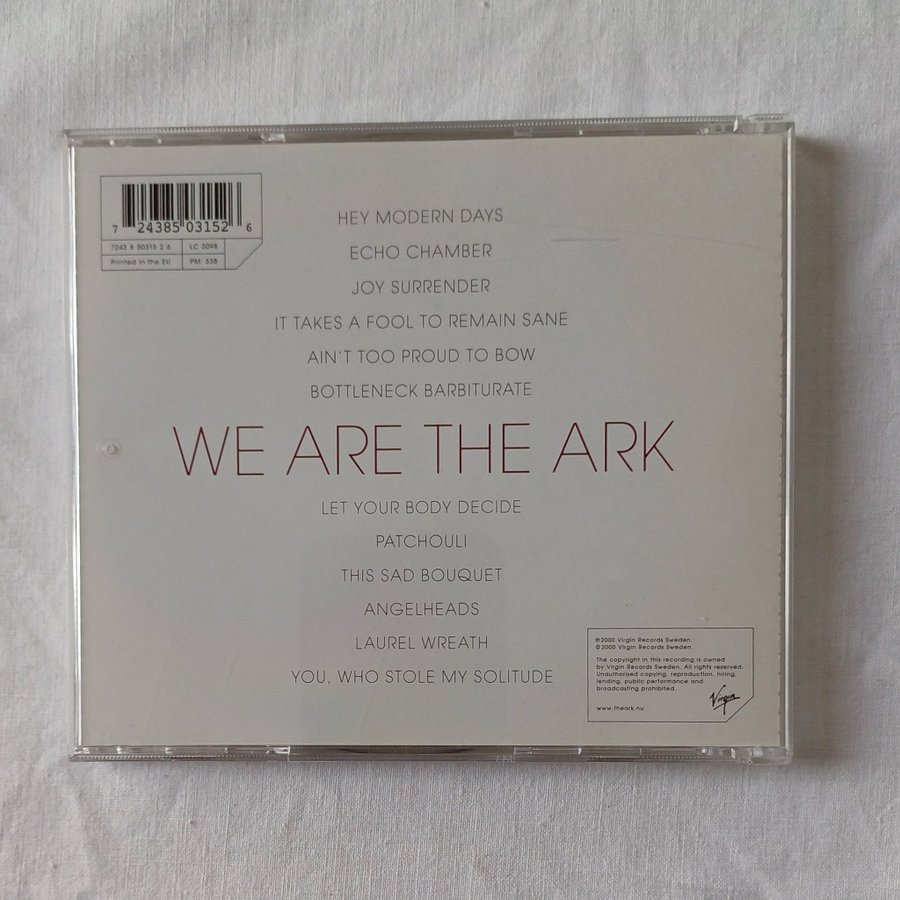 7 24385 03152 6
7243 8 50315 2 6
LC 3098
Printed in the EU
PM: 538
HEY MODERN DAYS
ECHO CHAMBER
JOY SURRENDER
IT TAKES A FOOL TO REMAIN SANE
AIN'T TOO PROUD TO BOW
BOTTLENECK BARBITURATE
WE ARE THE ARK
LET YOUR BODY DECIDE
PATCHOULI
THIS SAD BOUQUET
ANGELHEADS
LAUREL WREATH
YOU, WHO STOLE MY SOLITUDE
℗2000 Virgin Records Sweden.
©2000 Virgin Records Sweden.
The copyright in this recording is owned
by Virgin Records Sweden. All rights reserved.
Unauthorised copying, reproduction, hiring,
lending, public performance and
broadcasting prohibited.
www.theark.nu
Virgin